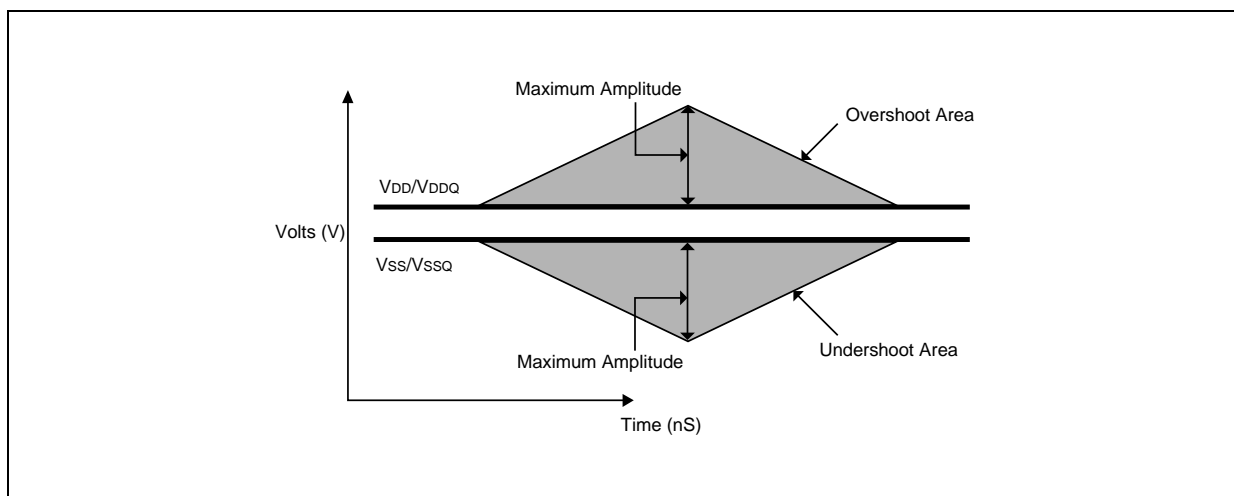 Maximum Amplitude
Overshoot Area
VDD/VDDQ
Volts (V)
VSS/VSSQ
Maximum Amplitude
Undershoot Area
Time (nS)